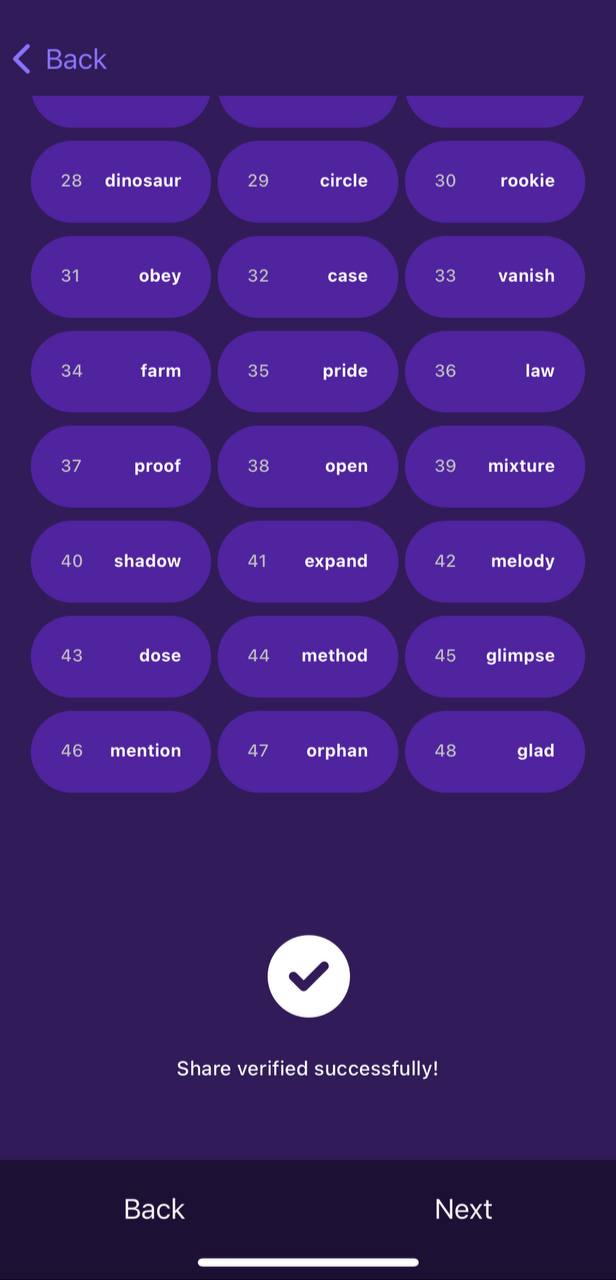 Back
28 dinosaur 29 circle 30 rookie
31 obey 32 case 33 vanish
34 farm 35 pride 36 law
37 proof 38 open 39 mixture
40 shadow 41 expand 42 melody
43 dose 44 method 45 glimpse
46 mention 47 orphan 48 glad
Share verified successfully!
Back Next